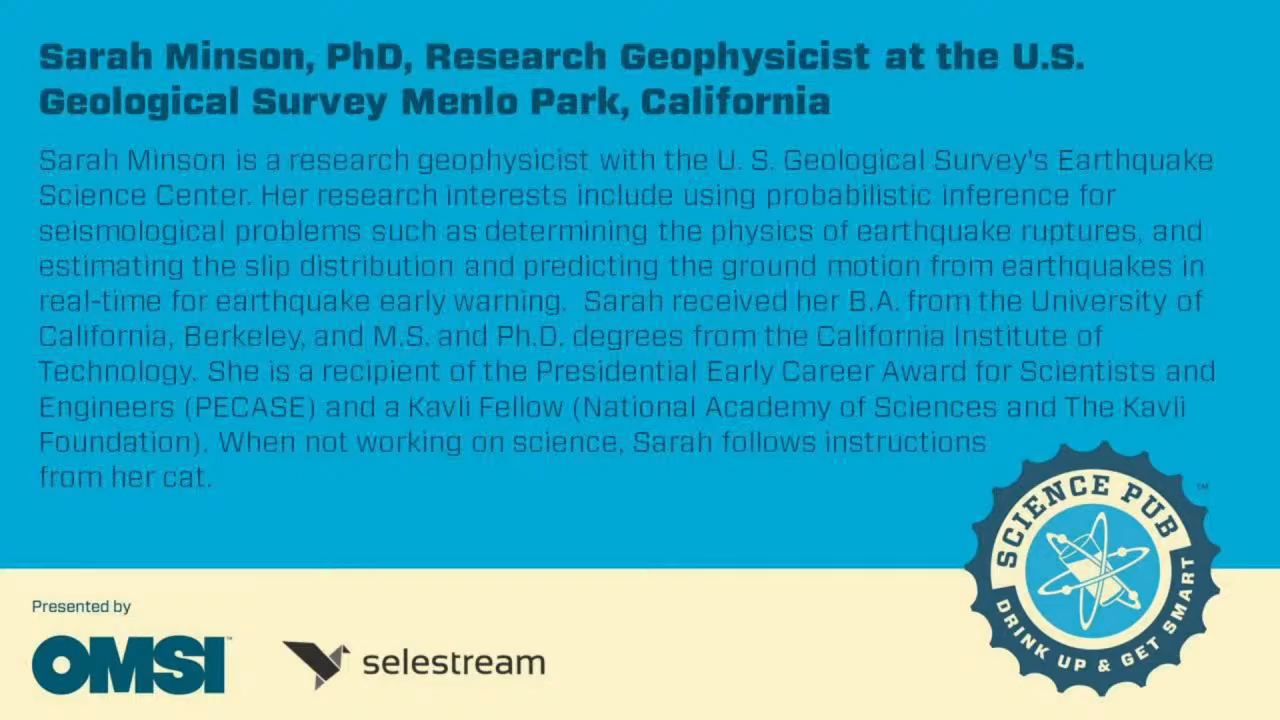 Sarah Minson, PhD, Research Geophysicist at the U.S.
Geological Survey Menlo Park, California
Sarah Minson is a research geophysicist with the U. S. Geological Survey's Earthquake
Science Center. Her research interests include using probabilistic inference for
seismological problems such as determining the physics of earthquake ruptures, and
estimating the slip distribution and predicting the ground motion from earthquakes in
real-time for earthquake early warning.  Sarah received her B.A. from the University of
California, Berkeley, and M.S. and Ph.D. degrees from the California Institute of
Technology. She is a recipient of the Presidential Early Career Award for Scientists and
Engineers (PECASE) and a Kavli Fellow (National Academy of Sciences and The Kavli
Foundation). When not working on science, Sarah follows instructions
from her cat.
SCIENCE PUB ™
DRINK UP & GET SMART
Presented by
OMSI™
selestream